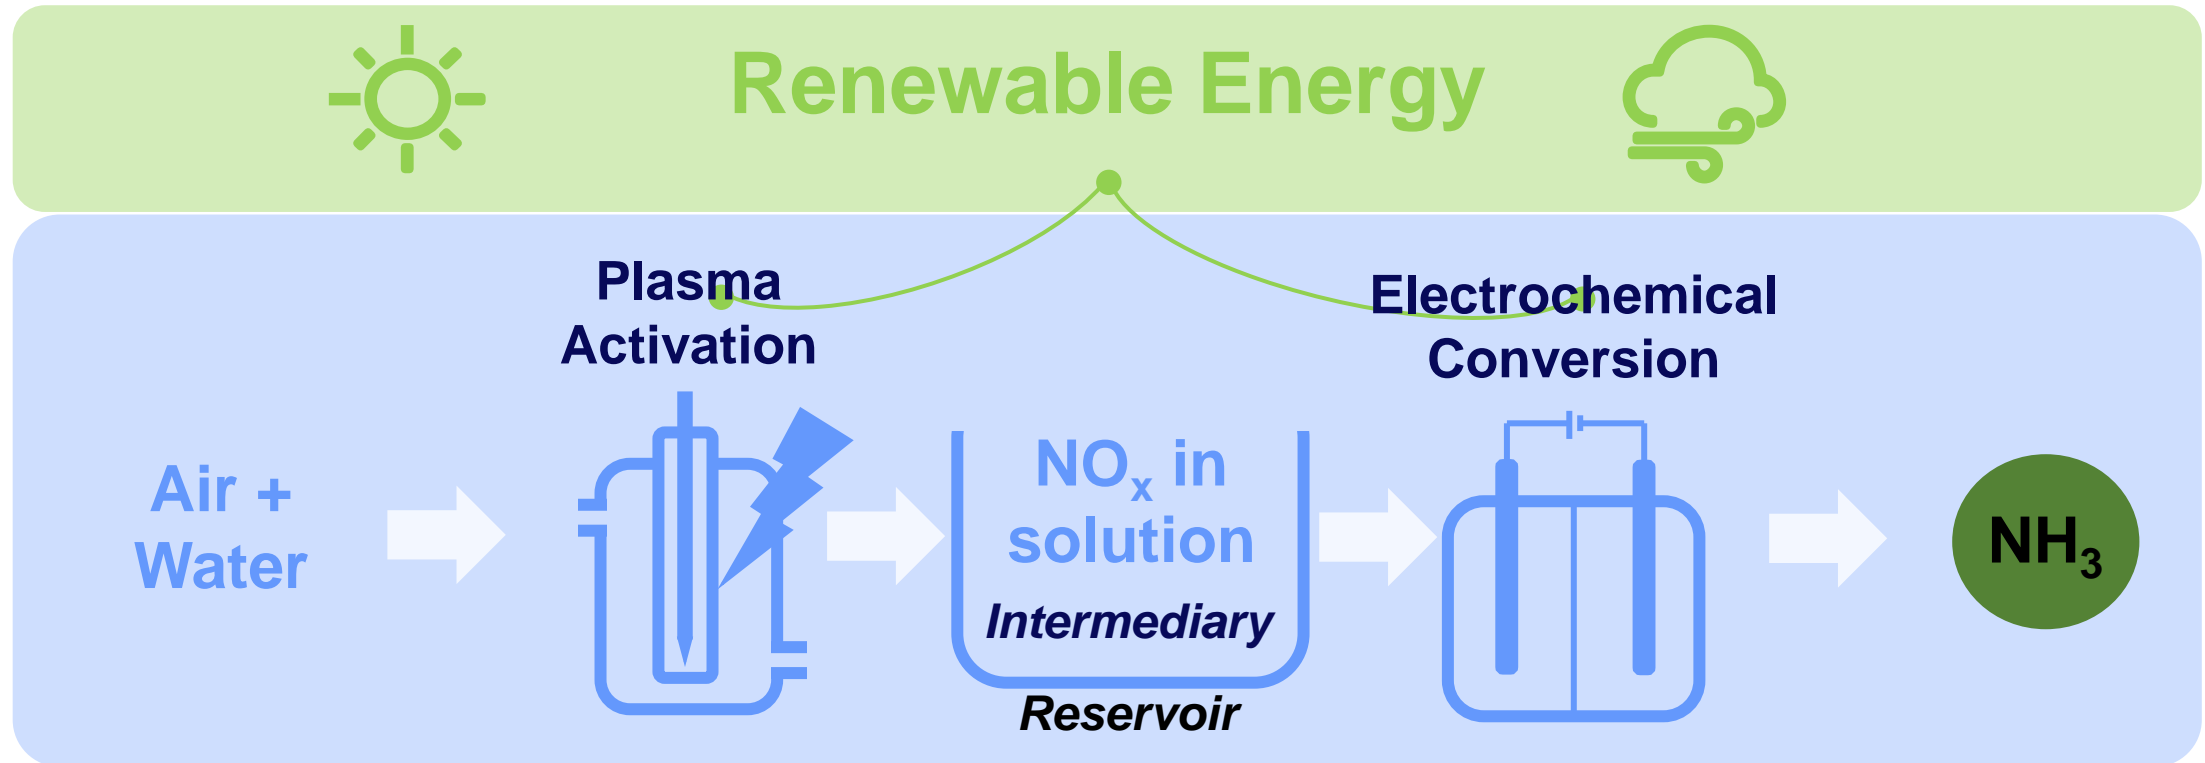 Renewable Energy
Plasma
Activation
Electrochemical
Conversion
Air +
Water
NOₓ in
solution
Intermediary
Reservoir
NH₃